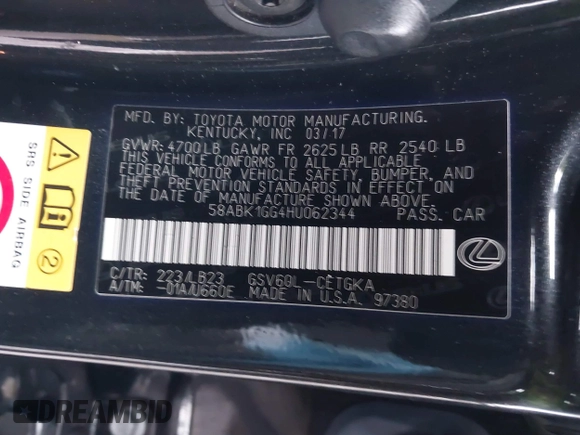 MFD. BY: TOYOTA MOTOR MANUFACTURING.
KENTUCKY, INC 03/17
GVWR: 4700LB GAWR FR 2625LB RR 2540 LB
THIS VEHICLE CONFORMS TO ALL APPLICABLE
FEDERAL MOTOR VEHICLE SAFETY, BUMPER, AND
THEFT PREVENTION STANDARDS IN EFFECT ON
THE DATE OF MANUFACTURE SHOWN ABOVE.
58ABK1GG4HU062344 PASS. CAR
C/TR: 223/LB23 GSV60L-CETGKA
A/TM: -01A/U660E MADE IN U.S.A. 97380
SRS SIDE AIRBAG
2
DREAMBID